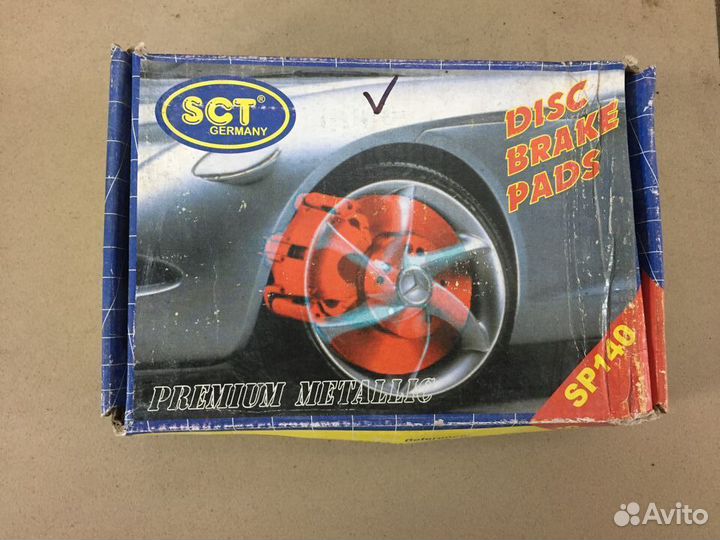 SCT®
GERMANY
DISC
BRAKE
PADS
PREMIUM METALLIC
SP140
Avito